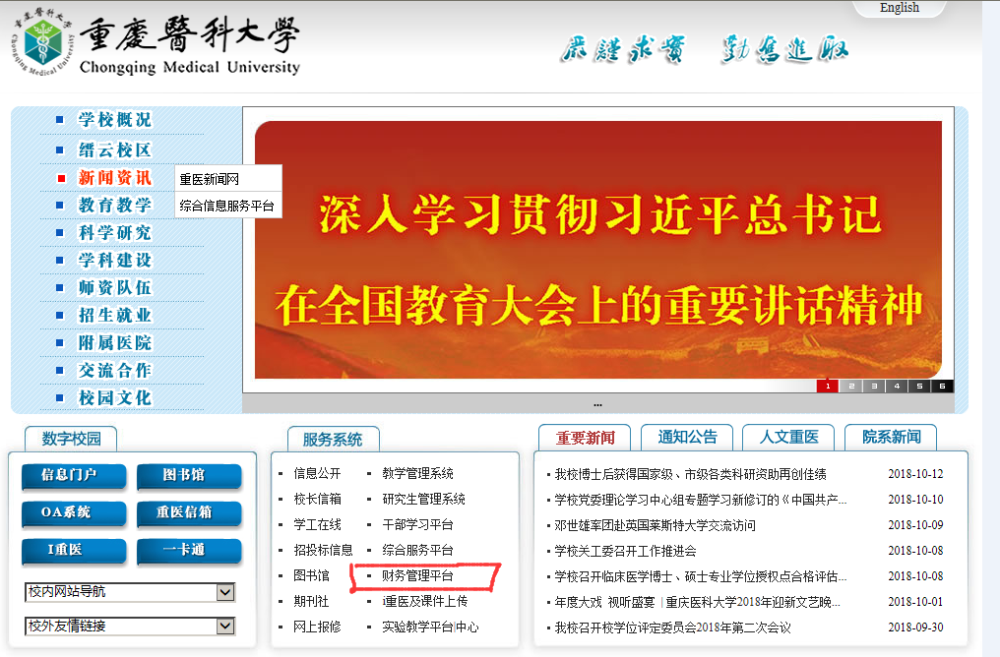 English
重慶醫科大學
Chongqing Medical University
嚴謹求實 勤奮進取
学校概况
缙云校区
新闻资讯
重医新闻网
教育教学
综合信息服务平台
科学研究
学科建设
师资队伍
招生就业
附属医院
交流合作
校园文化
深入学习贯彻习近平总书记
在全国教育大会上的重要讲话精神
1 2 3 4 5 6
...
数字校园
信息门户 图书馆
OA系统 重医信箱
I重医 一卡通
校内网站导航
校外友情链接
服务系统
信息公开 教学管理系统
校长信箱 研究生管理系统
学工在线 干部学习平台
招投标信息 综合服务平台
图书馆 财务管理平台
期刊社 i重医及课件上传
网上报修 实验教学平台|中心
重要新闻 通知公告 人文重医 院系新闻
我校博士后获得国家级、市级各类科研资助再创佳绩 2018-10-12
学校党委理论学习中心组专题学习新修订的《中国共产... 2018-10-10
邓世雄率团赴英国莱斯特大学交流访问 2018-10-09
学校关工委召开工作推进会 2018-10-08
学校召开临床医学博士、硕士专业学位授权点合格评估... 2018-10-08
年度大戏 视听盛宴｜重庆医科大学2018年迎新文艺晚... 2018-10-01
我校召开校学位评定委员会2018年第二次会议 2018-09-30